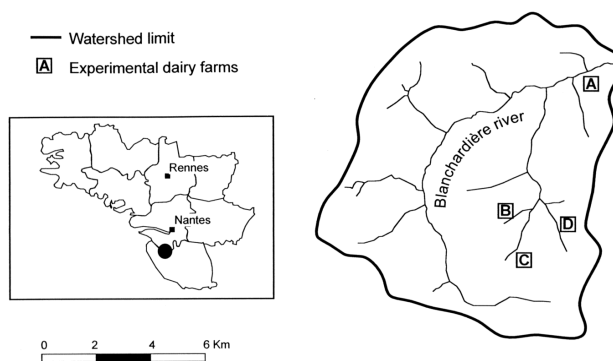 Watershed limit
A Experimental dairy farms
Rennes
Nantes
0 2 4 6 Km
A
Blanchardière river
B
D
C